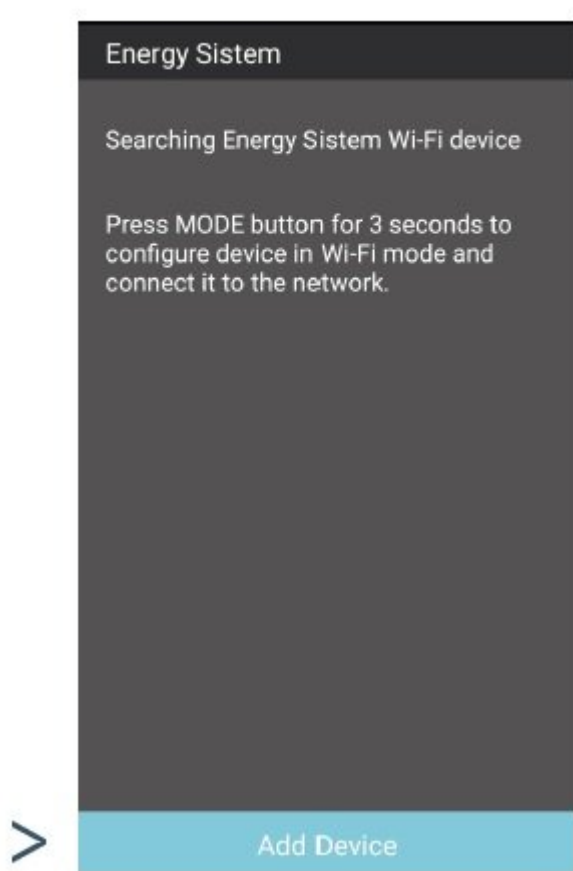 Energy Sistem
Searching Energy Sistem Wi-Fi device
Press MODE button for 3 seconds to
configure device in Wi-Fi mode and
connect it to the network.
> Add Device